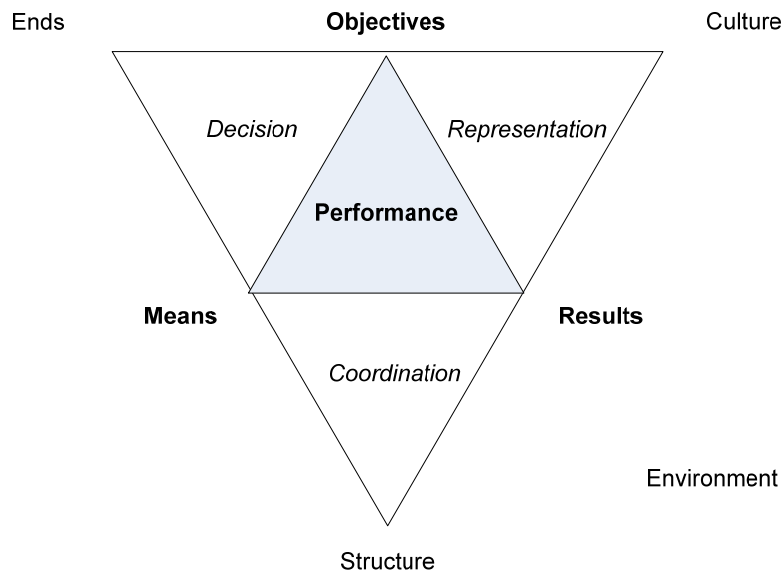 Ends
Objectives
Culture
Decision
Representation
Performance
Means
Results
Coordination
Environment
Structure